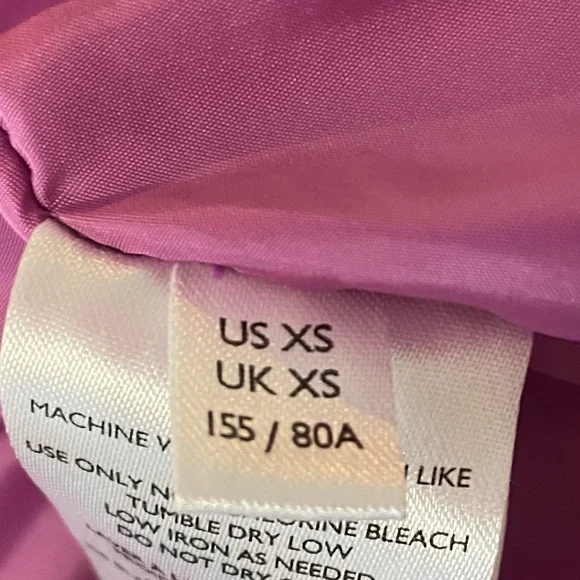 US XS
UK XS
155 / 80A
MACHINE LIKE
USE ONLY BLEACH
TUMBLE DRY LOW
LOW IRON AS NEEDED
DO NOT DRY